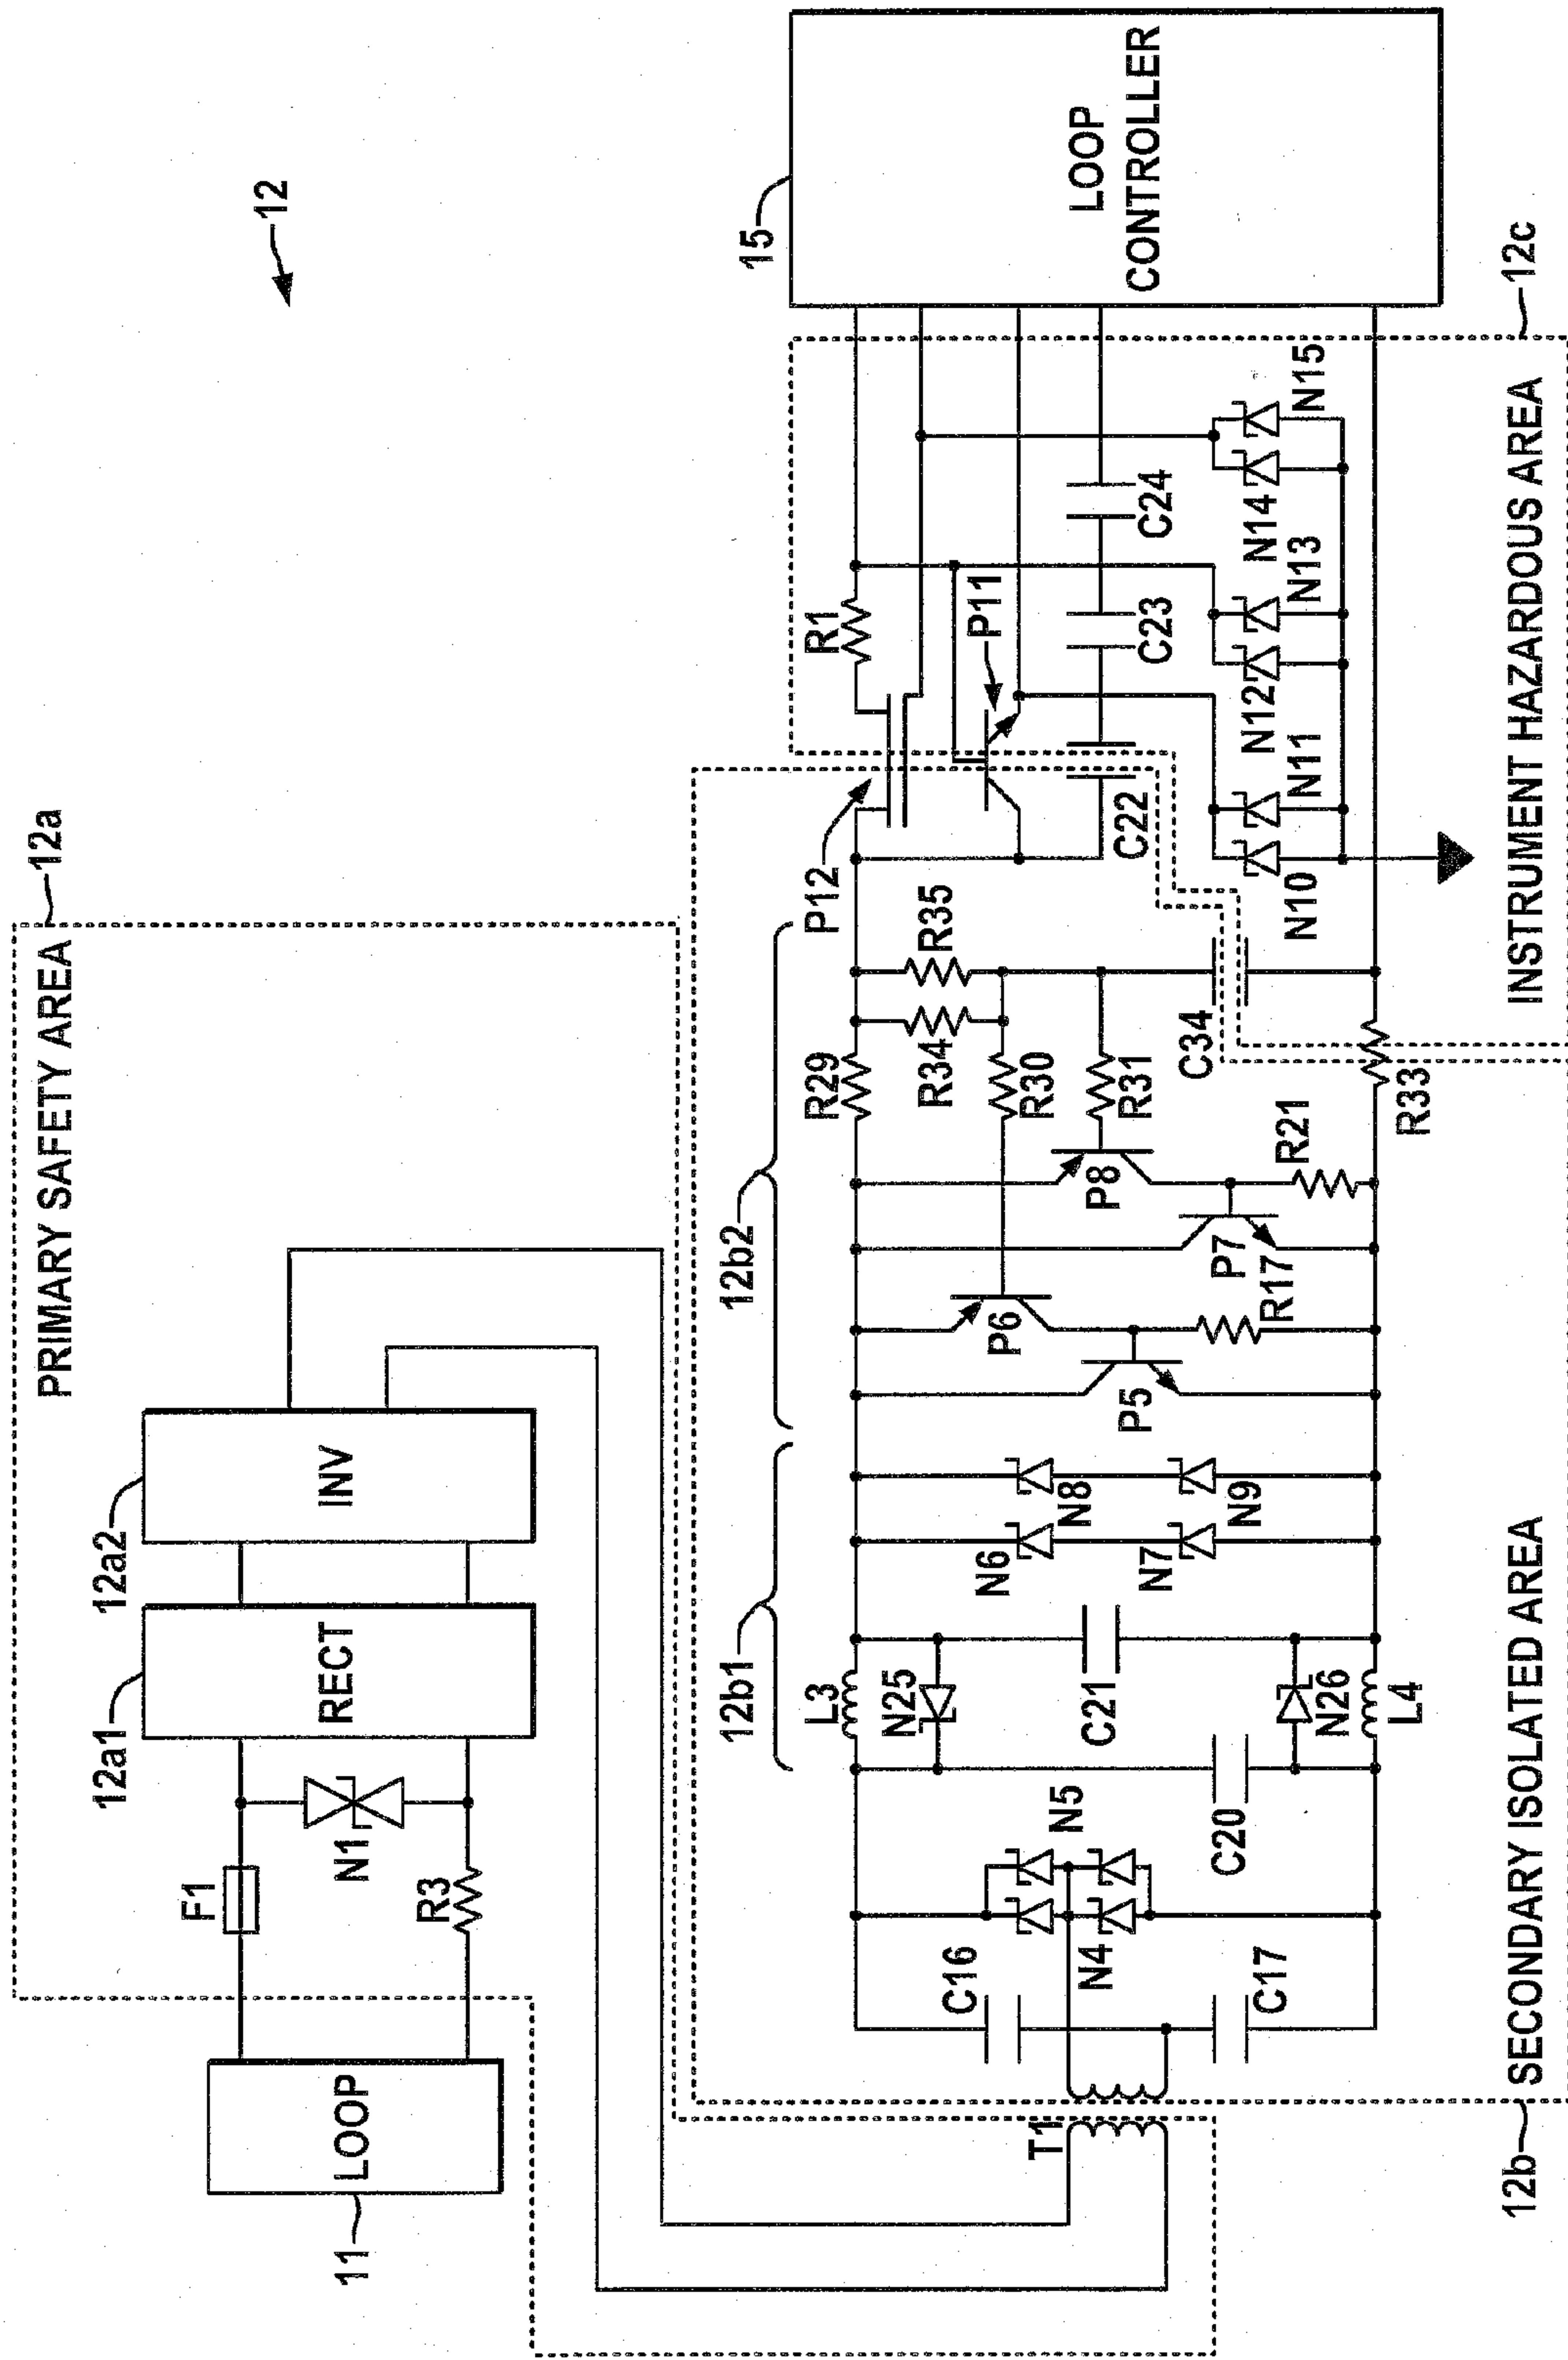 12
PRIMARY SAFETY AREA
12a
12a1
12a2
F1
N1
R3
RECT
INV
LOOP
11
T1
15
LOOP
CONTROLLER
12b1
12b2
P12
L3
N25
C16
N5
N4
C17
C20
C21
N26
L4
N6
N8
N7
N9
P6
P5
R17
P8
P7
R21
R29
R34
R35
R30
R31
C34
R33
R1
P11
C22
C23
C24
N10
N11
N12
N13
N14
N15
12b
SECONDARY ISOLATED AREA
INSTRUMENT HAZARDOUS AREA
12c